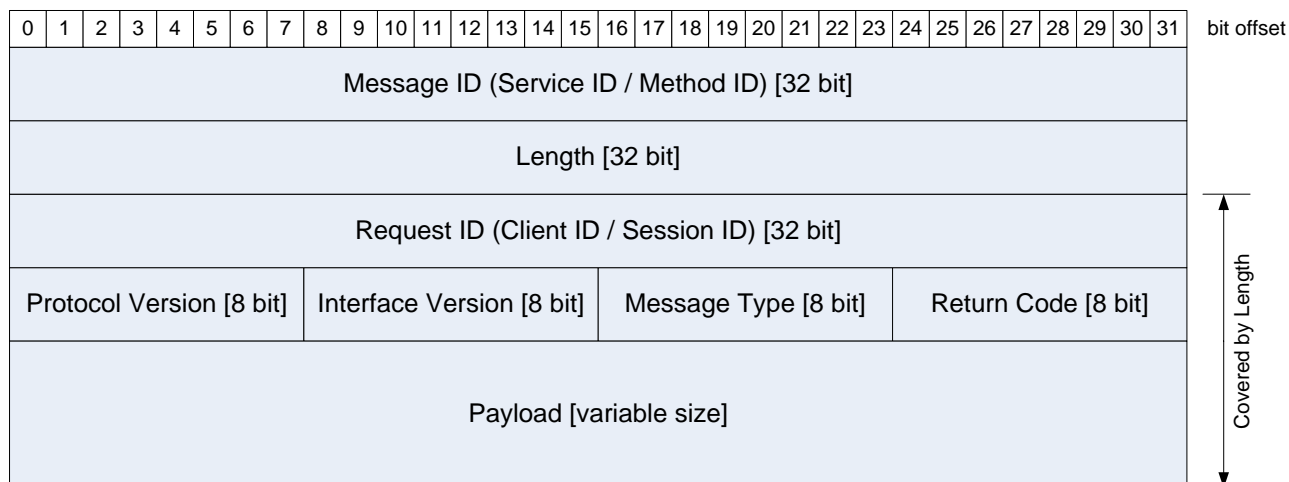 0 1 2 3 4 5 6 7 8 9 10 11 12 13 14 15 16 17 18 19 20 21 22 23 24 25 26 27 28 29 30 31 bit offset
Message ID (Service ID / Method ID) [32 bit]
Length [32 bit]
Request ID (Client ID / Session ID) [32 bit]
Protocol Version [8 bit] Interface Version [8 bit] Message Type [8 bit] Return Code [8 bit]
Payload [variable size]
Covered by Length